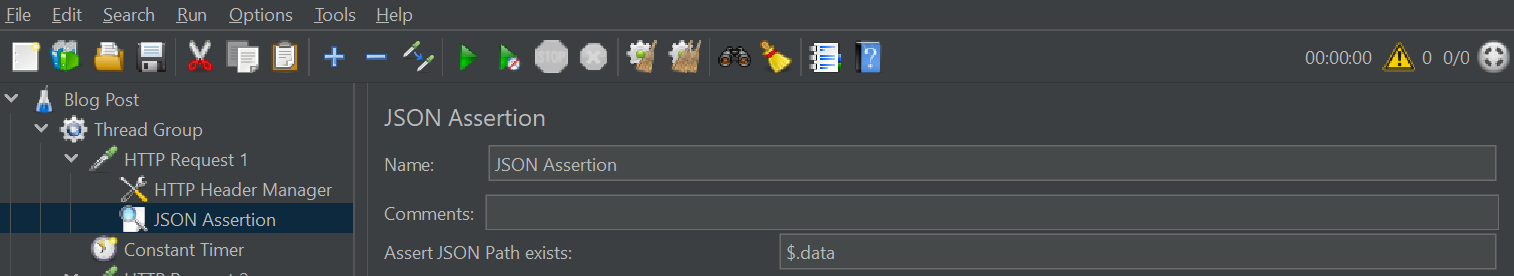 File Edit Search Run Options Tools Help
STOP 00:00:00 0 0/0
Blog Post
Thread Group
HTTP Request 1
HTTP Header Manager
JSON Assertion
Constant Timer
JSON Assertion
Name: JSON Assertion
Comments:
Assert JSON Path exists: $.data